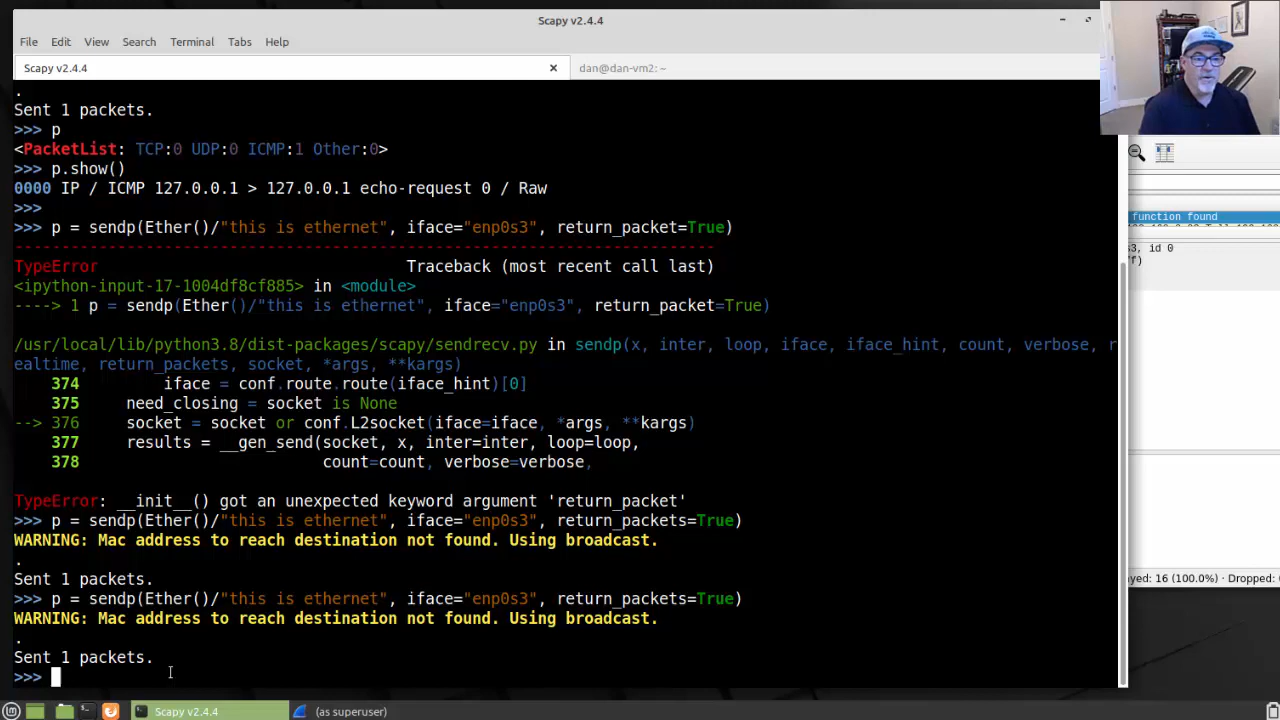 Scapy v2.4.4
File Edit View Search Terminal Tabs Help
Scapy v2.4.4 × dan@dan-vm2: ~
.
Sent 1 packets.
>>> p
<PacketList: TCP:0 UDP:0 ICMP:1 Other:0>
>>> p.show()
0000 IP / ICMP 127.0.0.1 > 127.0.0.1 echo-request 0 / Raw
>>>
>>> p = sendp(Ether()/"this is ethernet", iface="enp0s3", return_packet=True)
---------------------------------------------------------------------------
TypeError Traceback (most recent call last)
<ipython-input-17-1004df8cf885> in <module>
----> 1 p = sendp(Ether()/"this is ethernet", iface="enp0s3", return_packet=True)
/usr/local/lib/python3.8/dist-packages/scapy/sendrecv.py in sendp(x, inter, loop, iface, iface_hint, count, verbose, r
ealtime, return_packets, socket, *args, **kargs)
374 iface = conf.route.route(iface_hint)[0]
375 need_closing = socket is None
--> 376 socket = socket or conf.L2socket(iface=iface, *args, **kargs)
377 results = __gen_send(socket, x, inter=inter, loop=loop,
378 count=count, verbose=verbose,
TypeError: __init__() got an unexpected keyword argument 'return_packet'
>>> p = sendp(Ether()/"this is ethernet", iface="enp0s3", return_packets=True)
WARNING: Mac address to reach destination not found. Using broadcast.
.
Sent 1 packets.
>>> p = sendp(Ether()/"this is ethernet", iface="enp0s3", return_packets=True)
WARNING: Mac address to reach destination not found. Using broadcast.
.
Sent 1 packets.
>>>
function found
s3, id 0
ff)
ayed: 16 (100.0%) · Dropped:
Scapy v2.4.4 (as superuser)